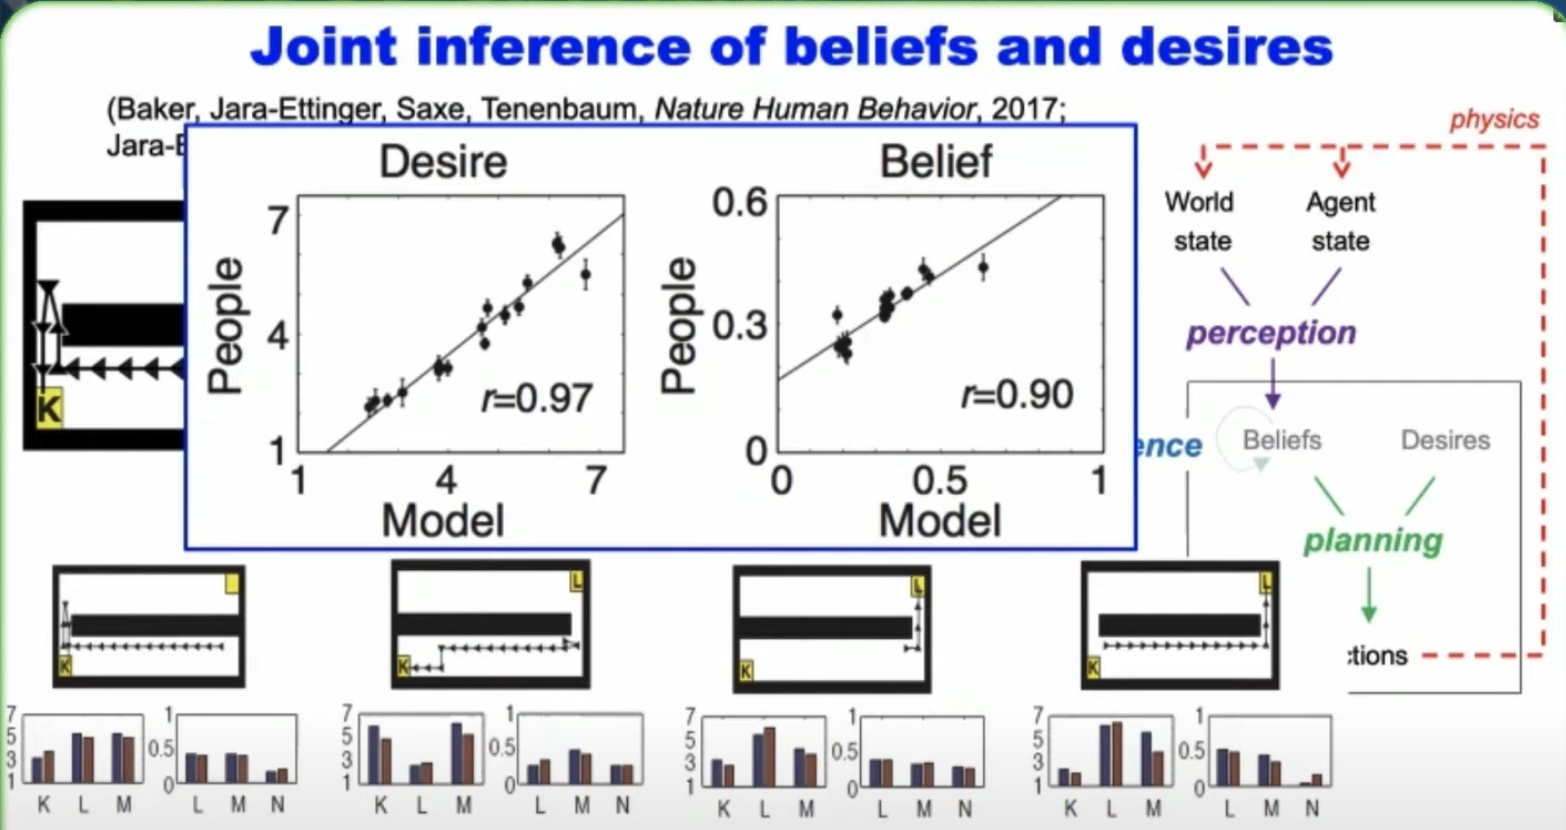 Joint inference of beliefs and desires
(Baker, Jara-Ettinger, Saxe, Tenenbaum, Nature Human Behavior, 2017;
Jara-E
physics
Desire
Belief
World state
Agent state
perception
People
7
4
1
r=0.97
1 4 7
Model
People
0.6
0.3
0
r=0.90
0 0.5 1
Model
K
ence
Beliefs
Desires
planning
ctions
K
L
K
L
K
L
K
7
5
3
1
K L M
1
0.5
0
L M N
7
5
3
1
K L M
1
0.5
0
L M N
7
5
3
1
K L M
1
0.5
0
L M N
7
5
3
1
K L M
1
0.5
0
L M N